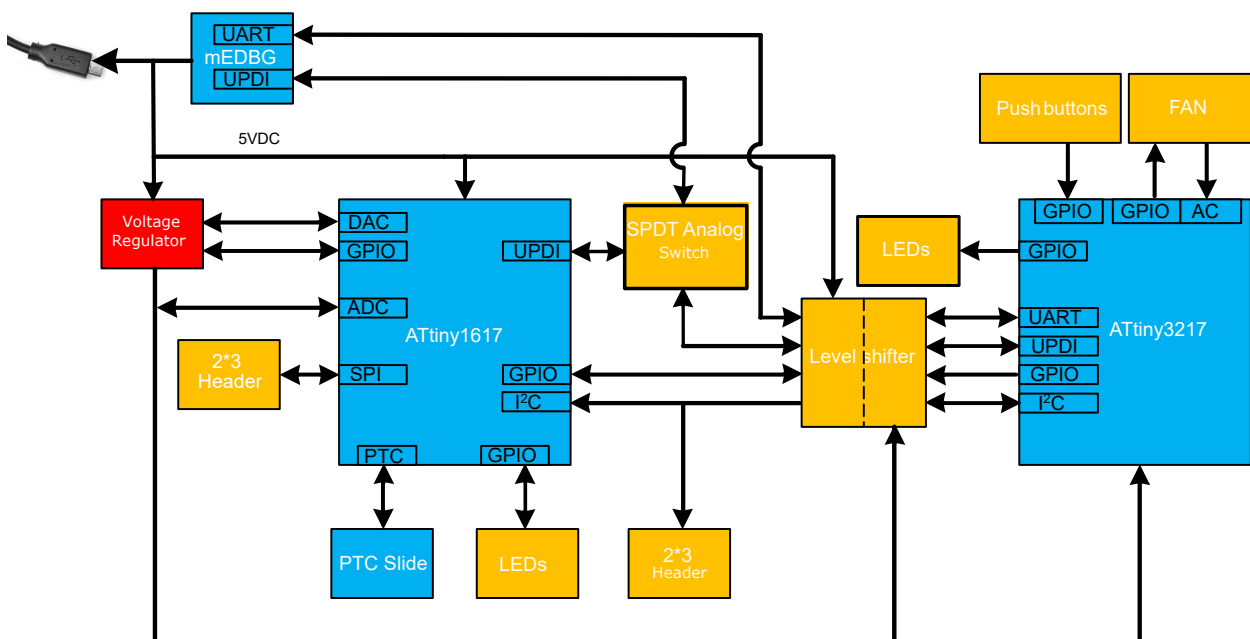 UART
mEDBG
UPDI
Push buttons
FAN
5VDC
Voltage
Regulator
DAC
GPIO
UPDI
SPDT Analog
Switch
GPIO
GPIO
AC
LEDs
GPIO
ADC
ATtiny1617
UART
ATtiny3217
UPDI
Level shifter
2*3
Header
SPI
GPIO
I²C
GPIO
I²C
PTC
GPIO
PTC Slide
LEDs
2*3
Header